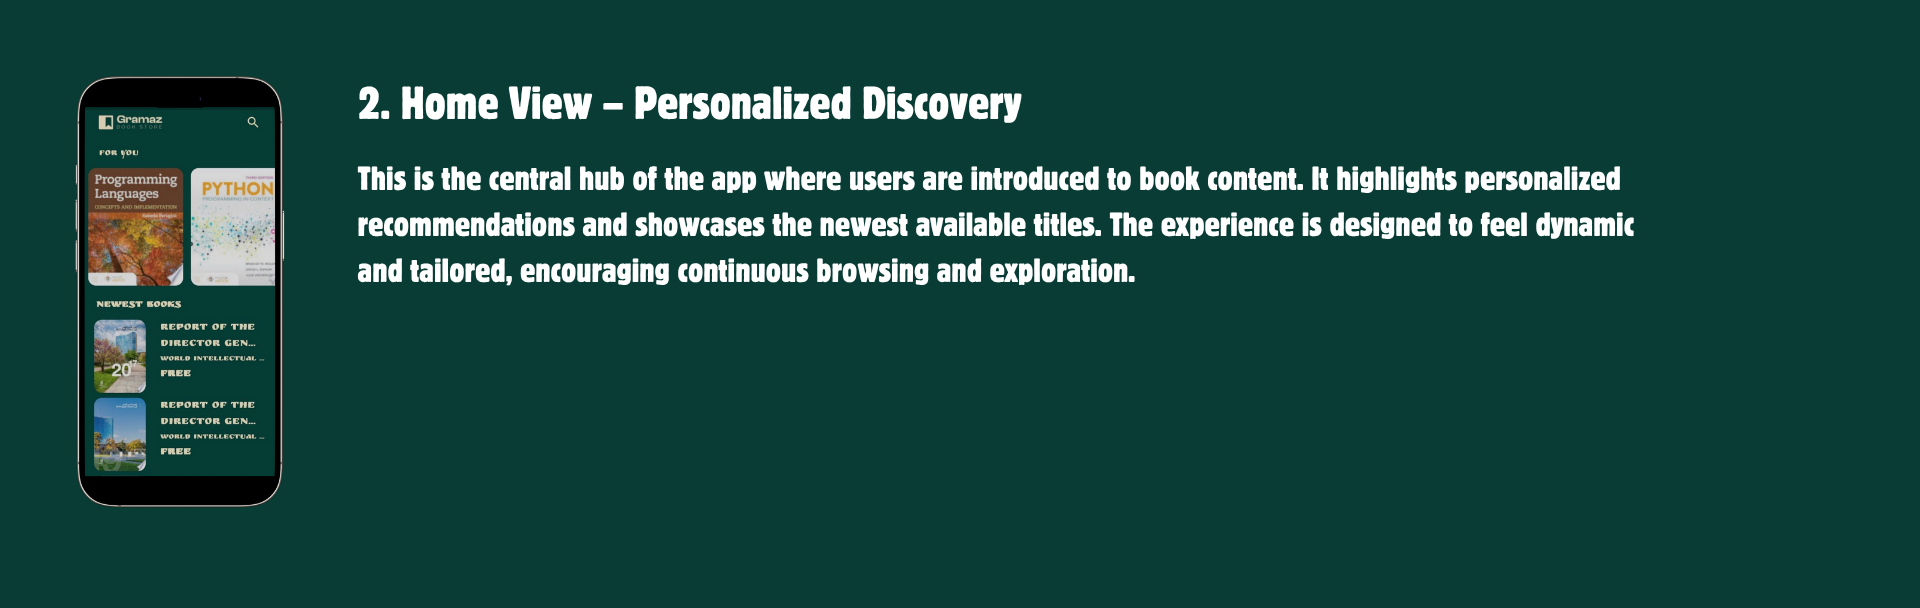 Gramaz
BOOK STORE
FOR YOU
Programming
Languages
CONCEPTS AND IMPLEMENTATION
PYTHON
PROGRAMMING IN CONTEXT
NEWEST BOOKS
REPORT OF THE
DIRECTOR GEN...
WORLD INTELLECTUAL ...
FREE
20
REPORT OF THE
DIRECTOR GEN...
WORLD INTELLECTUAL ...
FREE
2. Home View – Personalized Discovery
This is the central hub of the app where users are introduced to book content. It highlights personalized
recommendations and showcases the newest available titles. The experience is designed to feel dynamic
and tailored, encouraging continuous browsing and exploration.